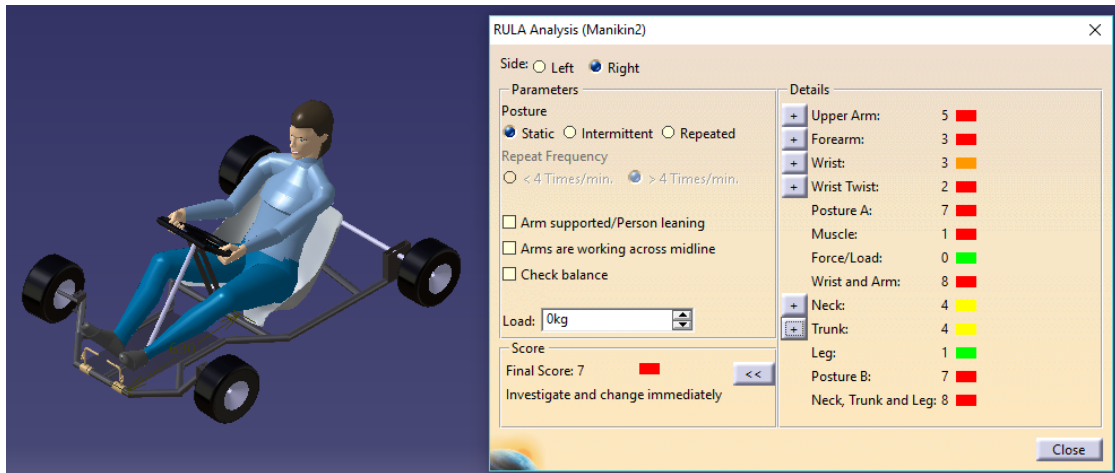 RULA Analysis (Manikin2)
Side: Left Right
Parameters
Posture
Static Intermittent Repeated
Repeat Frequency
< 4 Times/min. > 4 Times/min.
Arm supported/Person leaning
Arms are working across midline
Check balance
Load: 0kg
Score
Final Score: 7
<<
Investigate and change immediately
Details
+ Upper Arm: 5
+ Forearm: 3
+ Wrist: 3
+ Wrist Twist: 2
Posture A: 7
Muscle: 1
Force/Load: 0
Wrist and Arm: 8
+ Neck: 4
+ Trunk: 4
Leg: 1
Posture B: 7
Neck, Trunk and Leg: 8
Close